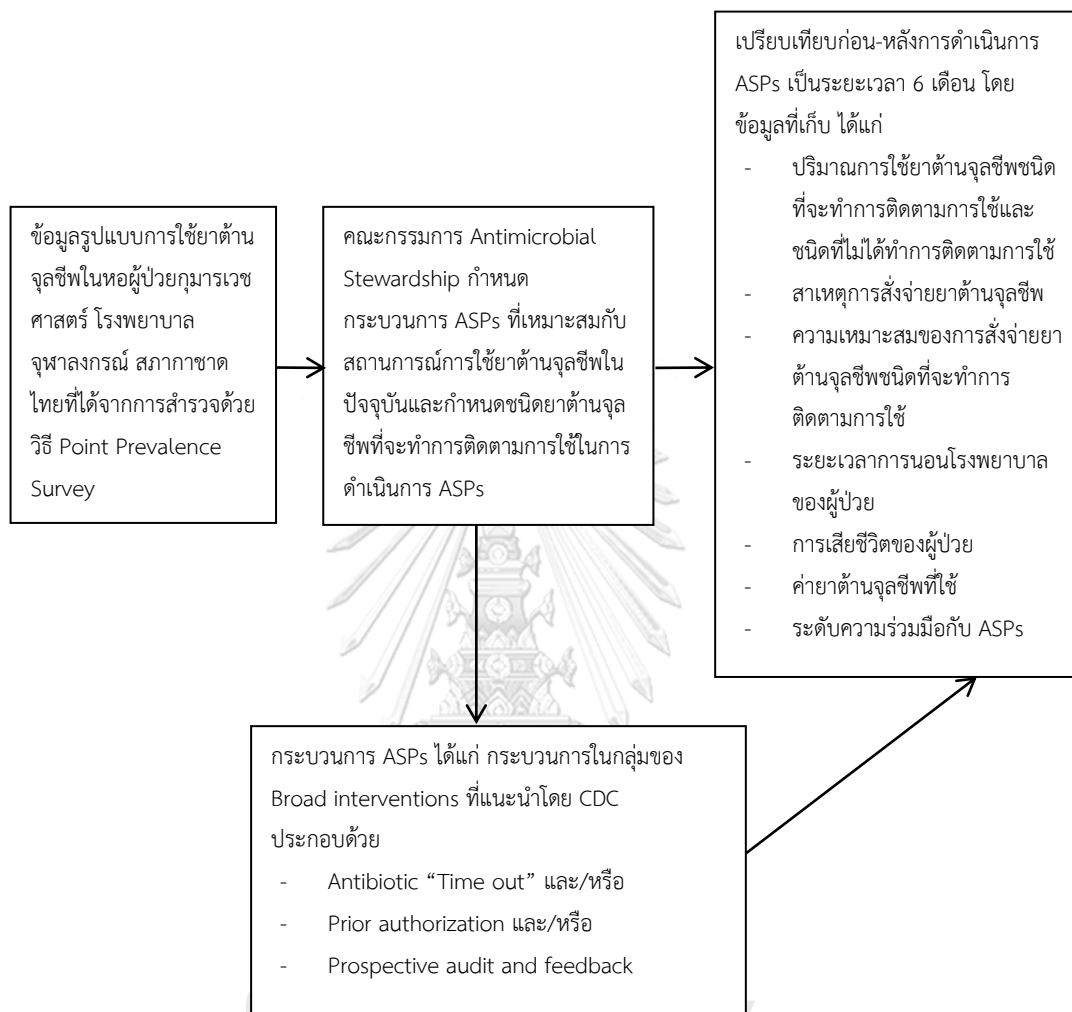 ข้อมูลรูปแบบการใช้ยาต้าน
จุลชีพในหอผู้ป่วยกุมารเวช
ศาสตร์ โรงพยาบาล
จุฬาลงกรณ์ สภากาชาด
ไทยที่ได้จากการสำรวจด้วย
วิธี Point Prevalence
Survey
คณะกรรมการ Antimicrobial
Stewardship กำหนด
กระบวนการ ASPs ที่เหมาะสมกับ
สถานการณ์การใช้ยาต้านจุลชีพใน
ปัจจุบันและกำหนดชนิดยาต้านจุล
ชีพที่จะทำการติดตามการใช้ในการ
ดำเนินการ ASPs
เปรียบเทียบก่อน-หลังการดำเนินการ
ASPs เป็นระยะเวลา 6 เดือน โดย
ข้อมูลที่เก็บ ได้แก่
- ปริมาณการใช้ยาต้านจุลชีพชนิด
ที่จะทำการติดตามการใช้และ
ชนิดที่ไม่ได้ทำการติดตามการใช้
- สาเหตุการสั่งจ่ายยาต้านจุลชีพ
- ความเหมาะสมของการสั่งจ่ายยา
ต้านจุลชีพชนิดที่จะทำการ
ติดตามการใช้
- ระยะเวลาการนอนโรงพยาบาล
ของผู้ป่วย
- การเสียชีวิตของผู้ป่วย
- ค่ายาต้านจุลชีพที่ใช้
- ระดับความร่วมมือกับ ASPs
กระบวนการ ASPs ได้แก่ กระบวนการในกลุ่มของ
Broad interventions ที่แนะนำโดย CDC
ประกอบด้วย
- Antibiotic “Time out” และ/หรือ
- Prior authorization และ/หรือ
- Prospective audit and feedback